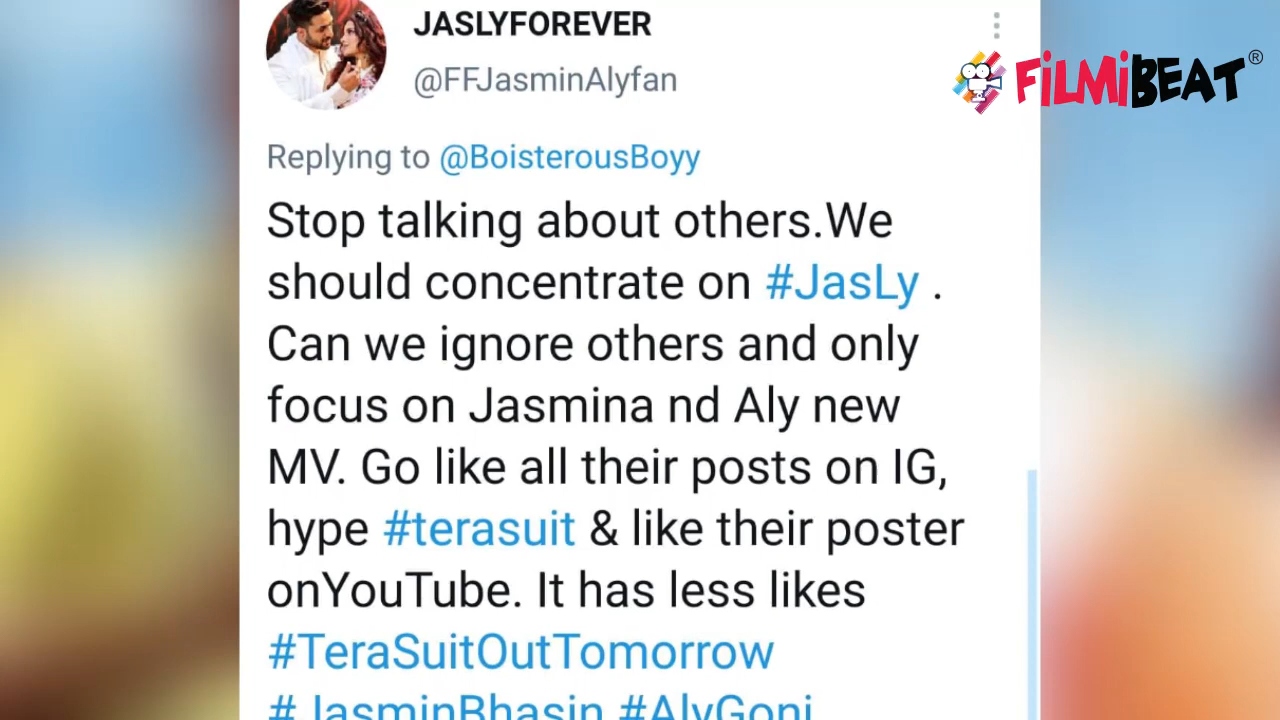 JASLYFOREVER
@FFJasminAlyfan
FiLMiBEAT®
Replying to @BoisterousBoyy
Stop talking about others.We
should concentrate on #JasLy .
Can we ignore others and only
focus on Jasmina nd Aly new
MV. Go like all their posts on IG,
hype #terasuit & like their poster
onYouTube. It has less likes
#TeraSuitOutTomorrow
#JasminBhasin #AlyGoni